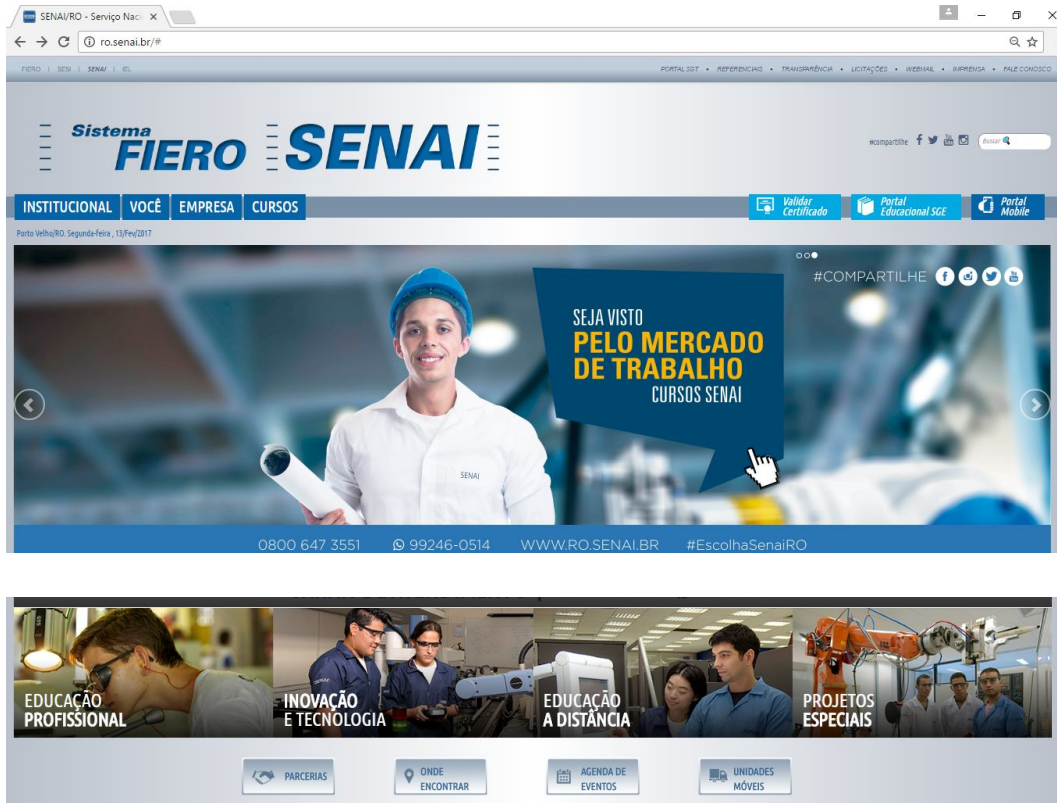 SENAI/RO - Serviço Naci
ro.senai.br/#
FIERO | SESI | SENAI | IEL
PORTAL SGT • REFERENCIAIS • TRANSPARÊNCIA • LICITAÇÕES • WEBMAIL • IMPRENSA • FALE CONOSCO
Sistema
FIERO
SENAI
#compartilhe
Buscar
INSTITUCIONAL
VOCÊ
EMPRESA
CURSOS
Validar
Certificado
Portal
Educacional SGE
Portal
Mobile
Porto Velho/RO. Segunda-feira , 13/Fev/2017
#COMPARTILHE
SEJA VISTO
PELO MERCADO
DE TRABALHO
CURSOS SENAI
SENAI
0800 647 3551 99246-0514 WWW.RO.SENAI.BR #EscolhaSenaiRO
EDUCAÇÃO
PROFISSIONAL
INOVAÇÃO
E TECNOLOGIA
EDUCAÇÃO
A DISTÂNCIA
PROJETOS
ESPECIAIS
PARCERIAS
ONDE
ENCONTRAR
AGENDA DE
EVENTOS
UNIDADES
MÓVEIS